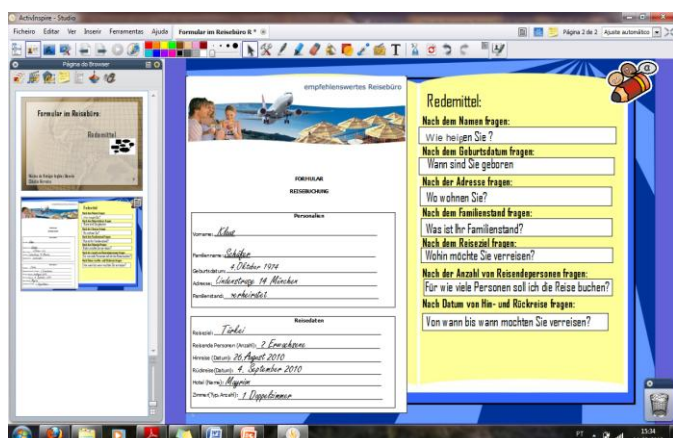 ActivInspire - Studio
Ficheiro Editar Ver Inserir Ferramentas Ajuda Formular im Reisebüro R*
Página 2 de 2 Ajuste automático
Página do Browser
Formular im Reisebüro:
Redemittel
empfehlenswertes Reisebüro
FORMULAR
REISEBUCHUNG
Personalien
Vorname: Klaus
Familienname: Schäfer
Geburtsdatum: 4. Oktober 1974
Adresse: Lindenstrasse 14 München
Familienstand: verheiratet
Reisedaten
Reiseziel: Türkei
Reisende Personen (Anzahl): 2 Erwachsene
Hinreise (Datum): 26. August 2010
Rückreise (Datum): 4. September 2010
Hotel (Name): Mayrim
Zimmer (Typ, Anzahl): 1 Doppelzimmer
Redemittel:
Nach dem Namen fragen:
Wie heißen Sie ?
Nach dem Geburtsdatum fragen:
Wann sind Sie geboren
Nach der Adresse fragen:
Wo wohnen Sie?
Nach dem Familienstand fragen:
Was ist Ihr Familienstand?
Nach dem Reiseziel fragen:
Wohin möchte Sie verreisen?
Nach der Anzahl von Reisendepersonen fragen:
Für wie viele Personen soll ich die Reise buchen?
Nach Datum von Hin- und Rückreise fragen:
Von wann bis wann mochten Sie verreisen?
PT
15:34